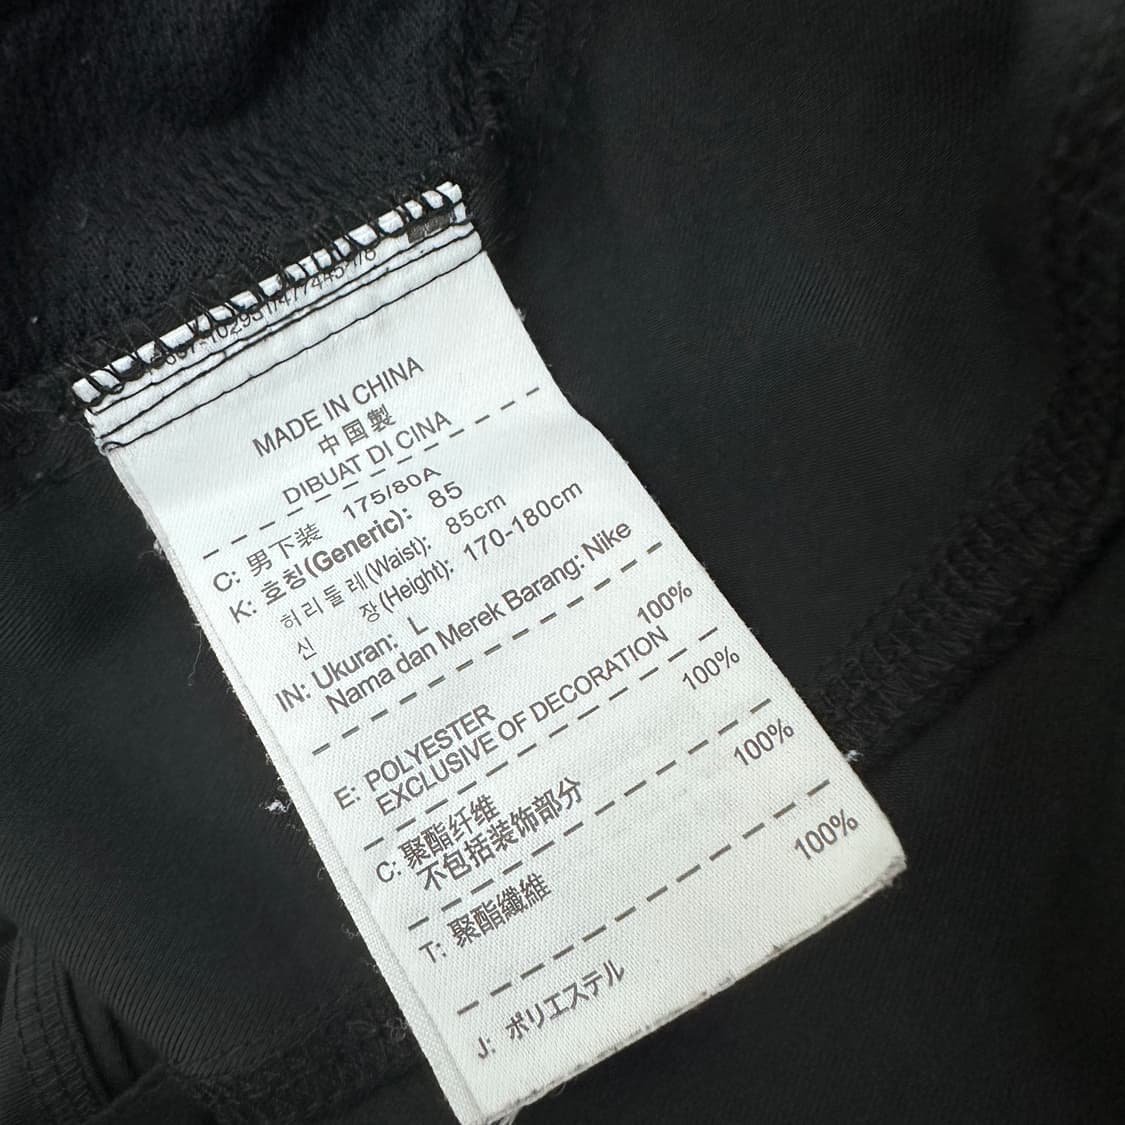 MADE IN CHINA
中国製
DIBUAT DI CINA
C: 男下装 175/80A
K: 호칭(Generic): 85
허리둘레(Waist): 85cm
신 장(Height): 170-180cm
IN: Ukuran: L
Nama dan Merek Barang: Nike
E: POLYESTER 100%
EXCLUSIVE OF DECORATION
C: 聚酯纤维 100%
不包括装饰部分
T: 聚酯纖維 100%
J: ポリエステル 100%